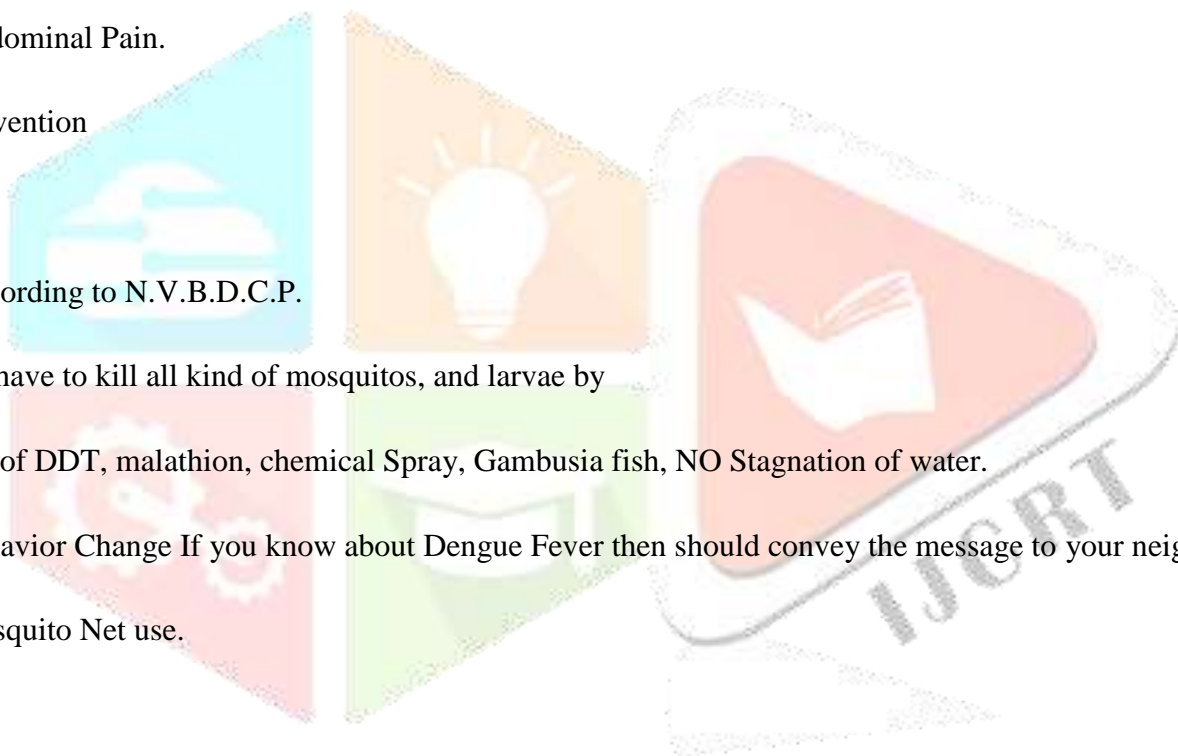 dominal Pain.
vention
ording to N.V.B.D.C.P.
have to kill all kind of mosquitos, and larvae by
of DDT, malathion, chemical Spray, Gambusia fish, NO Stagnation of water.
avior Change If you know about Dengue Fever then should convey the message to your neig
squito Net use.
IJCRT